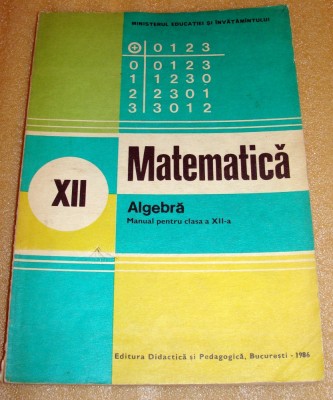 MINISTERUL EDUCAȚIEI ȘI ÎNVĂȚĂMÎNTULUI
⊕ 0 1 2 3
0 0 1 2 3
1 1 2 3 0
2 2 3 0 1
3 3 0 1 2
XII
Matematică
Algebră
Manual pentru clasa a XII-a
Editura Didactică și Pedagogică, București - 1986